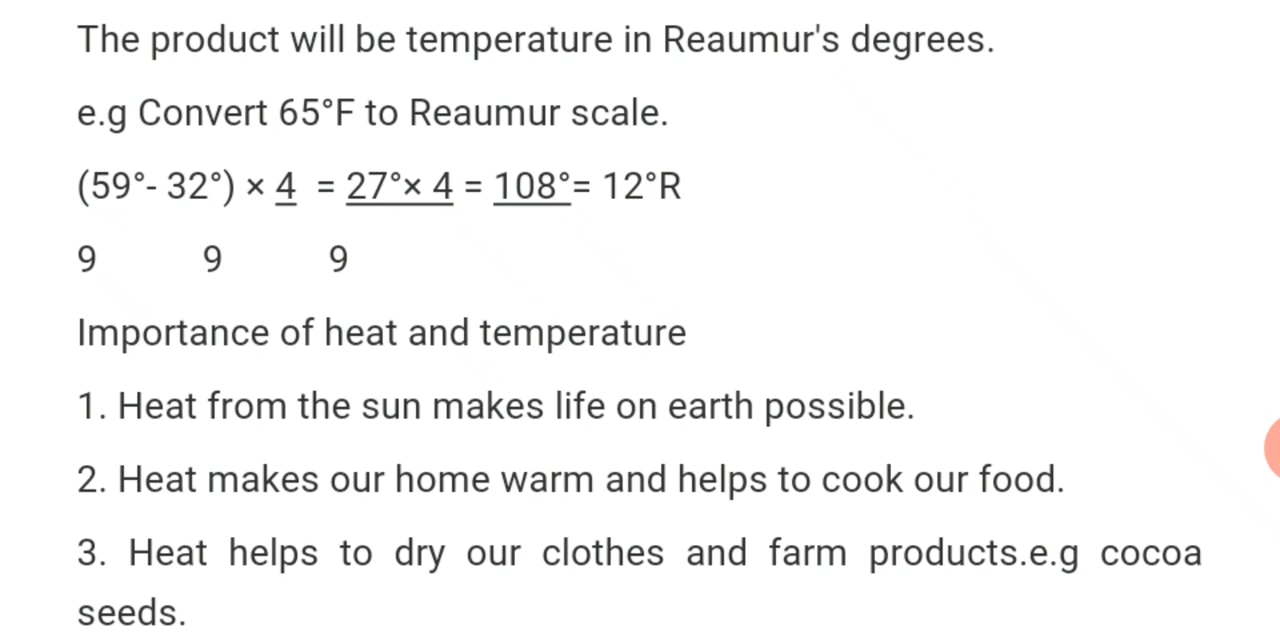 The product will be temperature in Reaumur's degrees.
e.g Convert 65°F to Reaumur scale.
(59°- 32°) × 4 = 27°× 4 = 108°= 12°R
9 9 9
Importance of heat and temperature
1. Heat from the sun makes life on earth possible.
2. Heat makes our home warm and helps to cook our food.
3. Heat helps to dry our clothes and farm products.e.g cocoa
seeds.